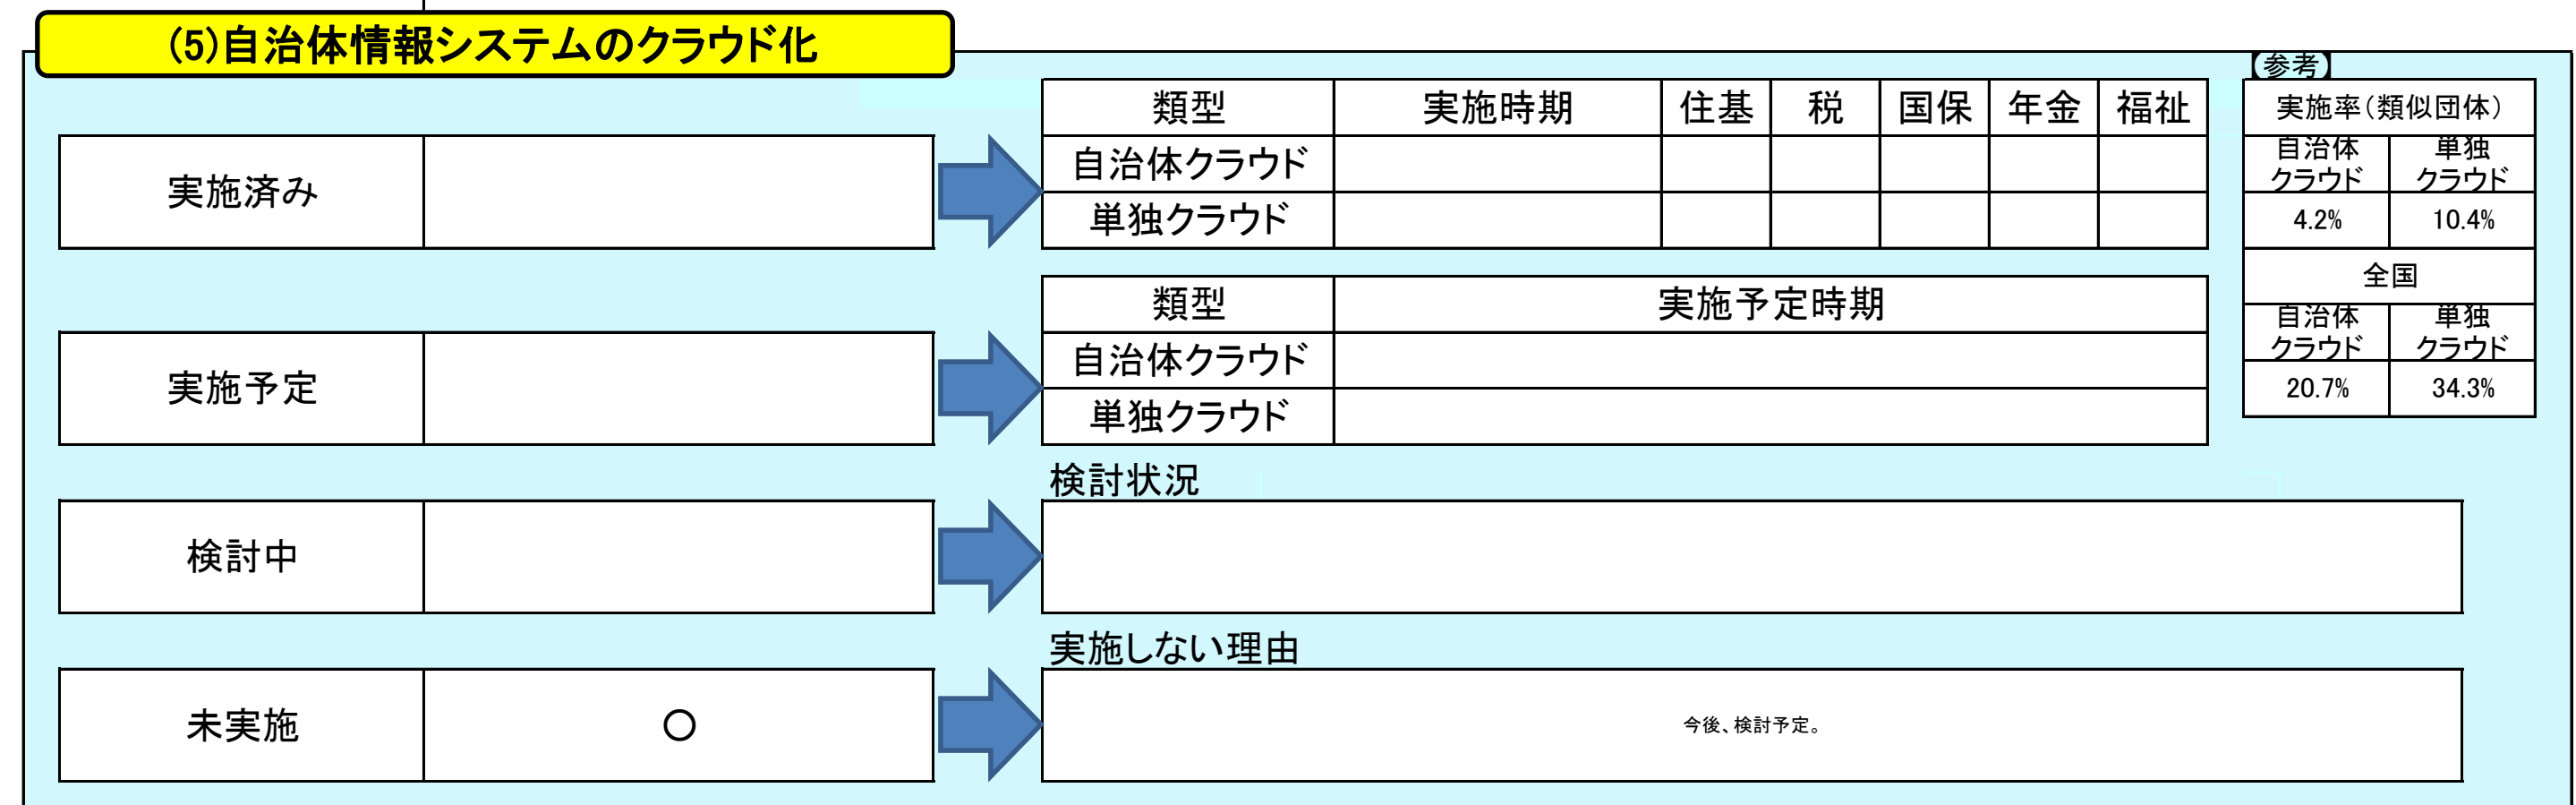 (5)自治体情報システムのクラウド化
【参考】
類型 実施時期 住基 税 国保 年金 福祉
自治体クラウド
単独クラウド
実施済み
実施率(類似団体)
自治体
クラウド
単独
クラウド
4.2% 10.4%
全国
自治体
クラウド
単独
クラウド
20.7% 34.3%
類型 実施予定時期
自治体クラウド
単独クラウド
実施予定
検討状況
検討中
実施しない理由
未実施 ○
今後、検討予定。